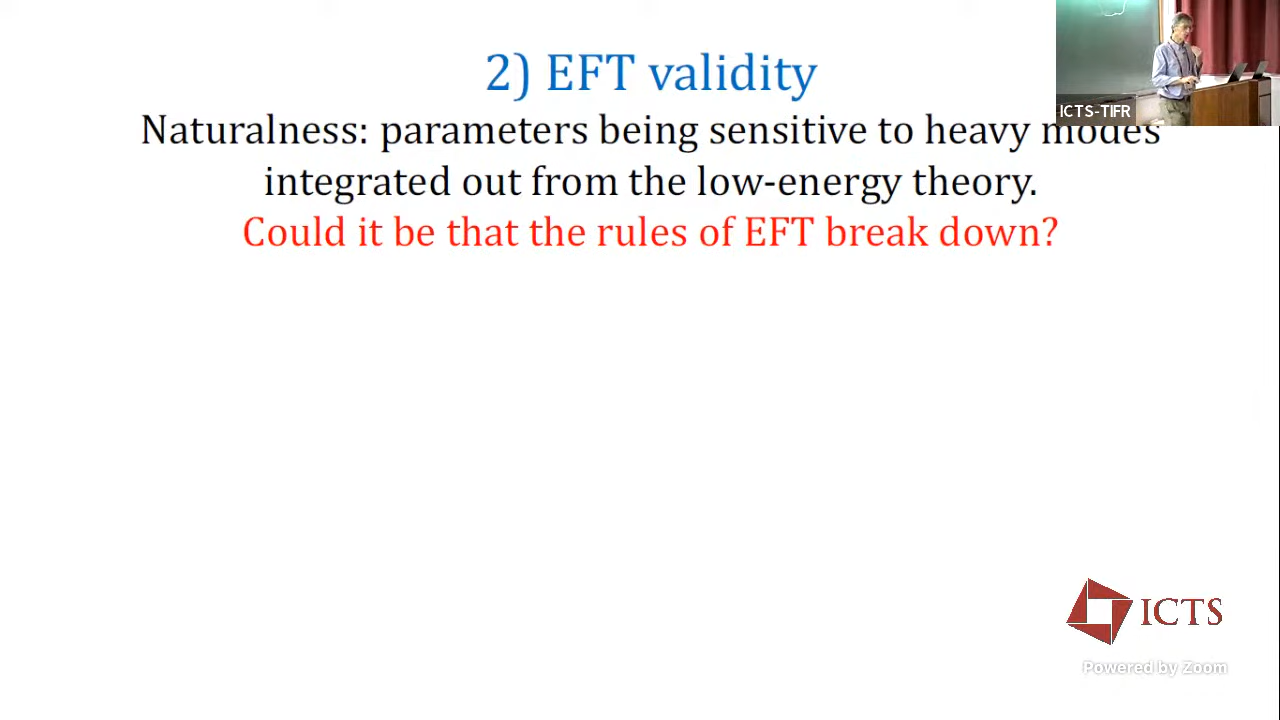 2) EFT validity
Naturalness: parameters being sensitive to heavy modes
integrated out from the low-energy theory.
Could it be that the rules of EFT break down?
ICTS-TIFR
ICTS
Powered by Zoom